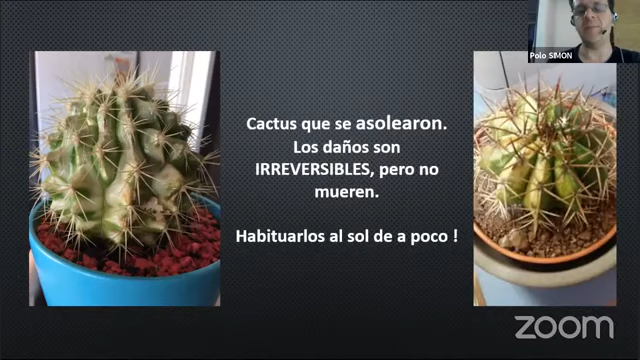 Polo SIMON
Cactus que se asolearon.
Los daños son
IRREVERSIBLES, pero no
mueren.
Habituarlos al sol de a poco !
zoom